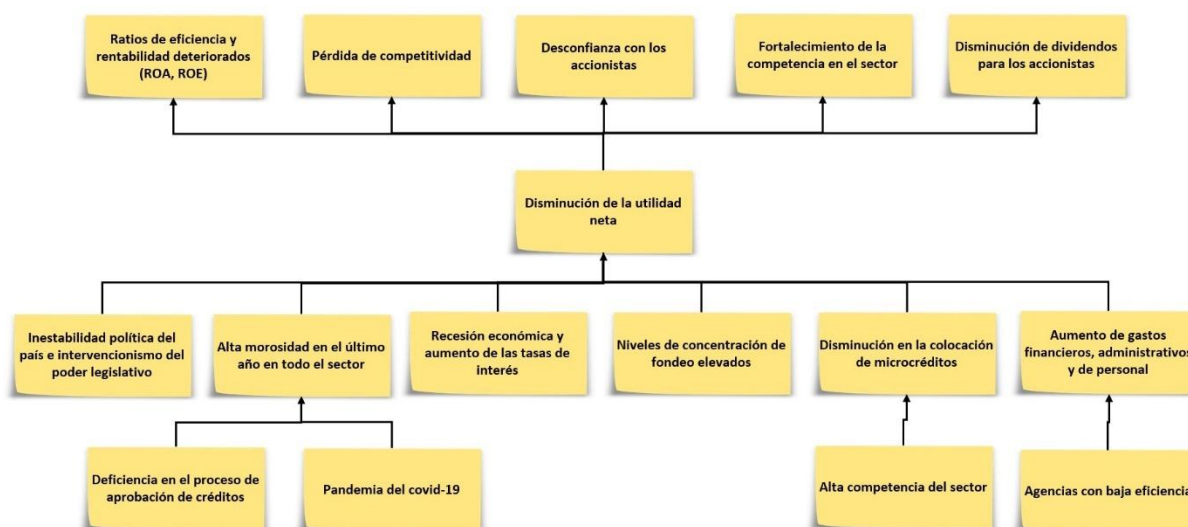 Ratios de eficiencia y
rentabilidad deteriorados
(ROA, ROE)
Pérdida de competitividad
Desconfianza con los
accionistas
Fortalecimiento de la
competencia en el sector
Disminución de dividendos
para los accionistas
Disminución de la utilidad
neta
Inestabilidad política del
país e intervencionismo del
poder legislativo
Alta morosidad en el último
año en todo el sector
Recesión económica y
aumento de las tasas de
interés
Niveles de concentración de
fondeo elevados
Disminución en la colocación
de microcréditos
Aumento de gastos
financieros, administrativos
y de personal
Deficiencia en el proceso de
aprobación de créditos
Pandemia del covid-19
Alta competencia del sector
Agencias con baja eficiencia